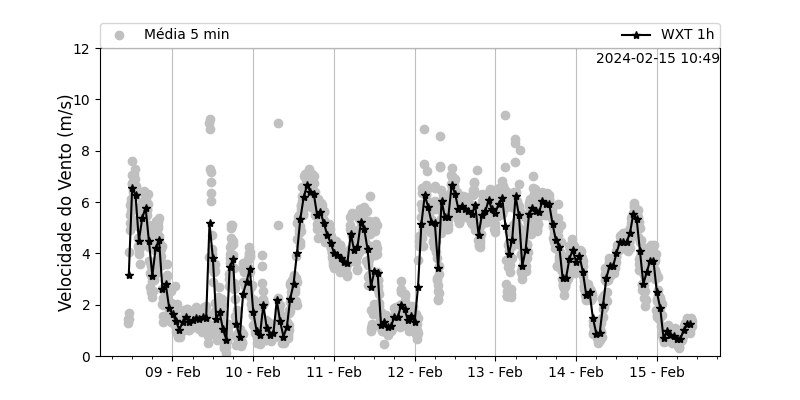 Média 5 min
WXT 1h
2024-02-15 10:49
Velocidade do Vento (m/s)
12
10
8
6
4
2
0
09 - Feb 10 - Feb 11 - Feb 12 - Feb 13 - Feb 14 - Feb 15 - Feb